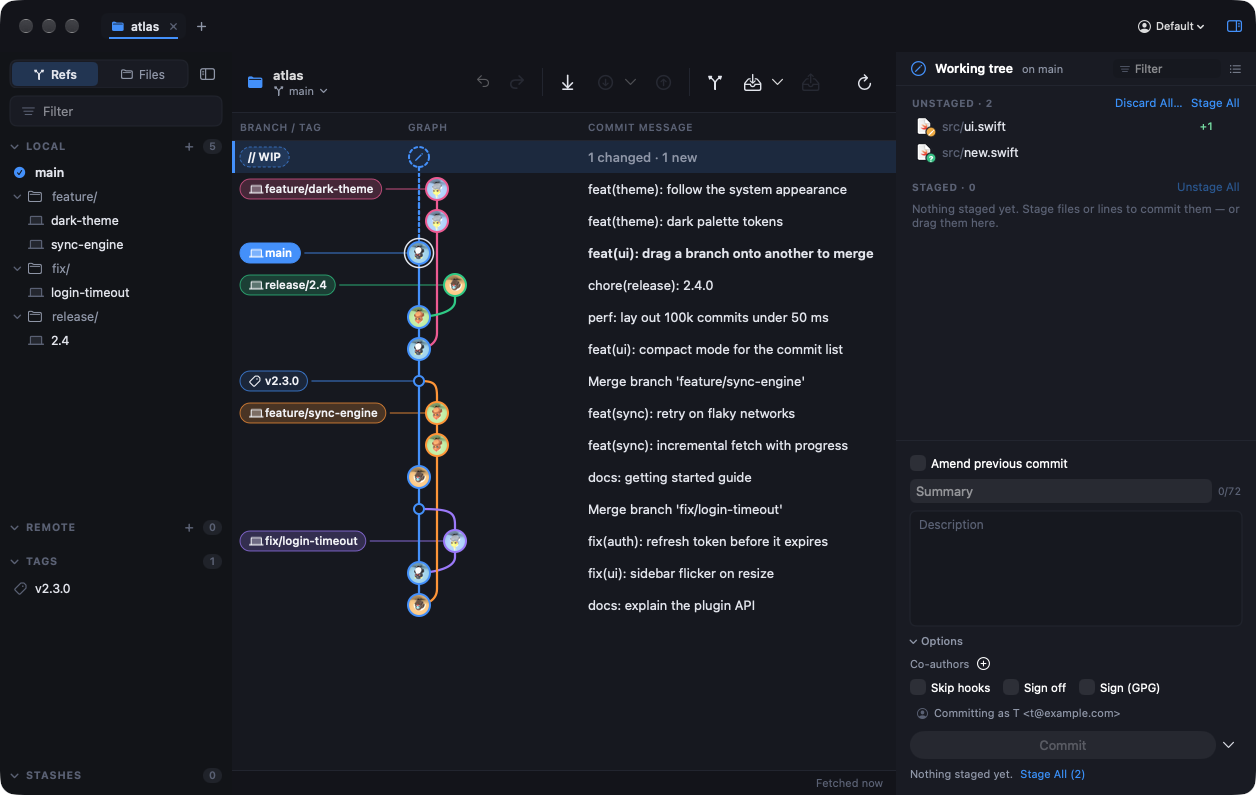 atlas
Default
Refs
Files
Filter
LOCAL
5
main
feature/
dark-theme
sync-engine
fix/
login-timeout
release/
2.4
REMOTE
0
TAGS
1
v2.3.0
STASHES
0
atlas
main
BRANCH / TAG
GRAPH
COMMIT MESSAGE
// WIP
1 changed · 1 new
feature/dark-theme
feat(theme): follow the system appearance
feat(theme): dark palette tokens
main
feat(ui): drag a branch onto another to merge
release/2.4
chore(release): 2.4.0
perf: lay out 100k commits under 50 ms
feat(ui): compact mode for the commit list
v2.3.0
Merge branch 'feature/sync-engine'
feature/sync-engine
feat(sync): retry on flaky networks
feat(sync): incremental fetch with progress
docs: getting started guide
Merge branch 'fix/login-timeout'
fix/login-timeout
fix(auth): refresh token before it expires
fix(ui): sidebar flicker on resize
docs: explain the plugin API
Fetched now
Working tree on main
Filter
UNSTAGED · 2
Discard All...
Stage All
src/ui.swift
+1
src/new.swift
STAGED · 0
Unstage All
Nothing staged yet. Stage files or lines to commit them — or
drag them here.
Amend previous commit
Summary
0/72
Description
Options
Co-authors
Skip hooks
Sign off
Sign (GPG)
Committing as T <t@example.com>
Commit
Nothing staged yet. Stage All (2)